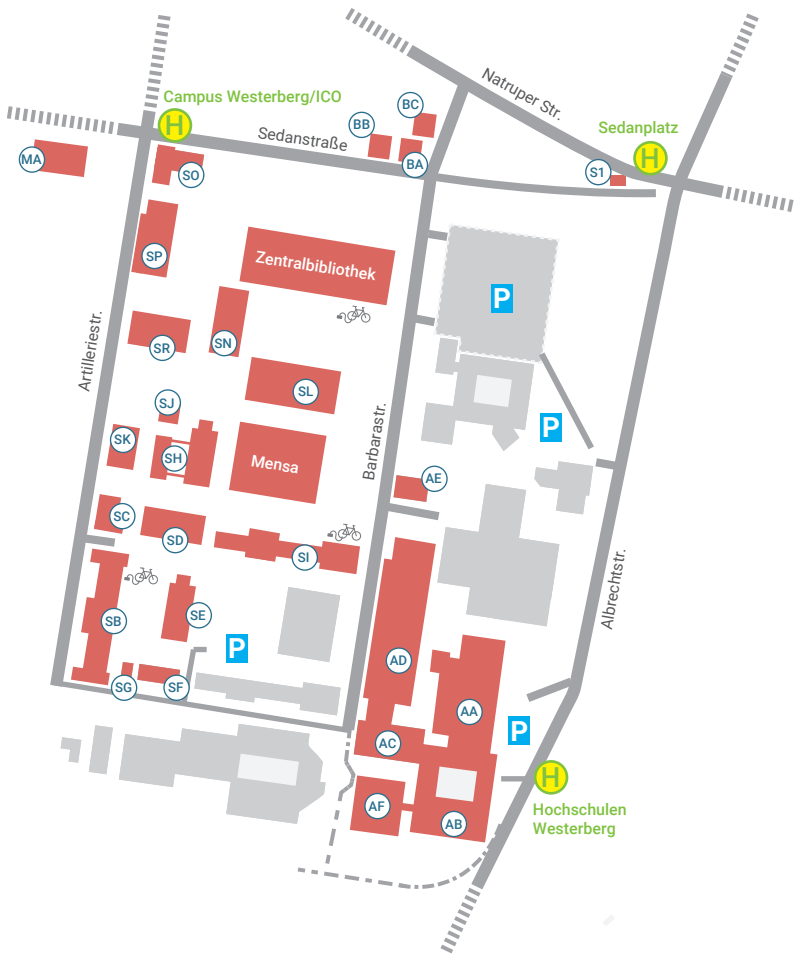 Natruper Str.
Campus Westerberg/ICO
H
BC
BB
Sedanstraße
BA
Sedanplatz
H
S1
MA
SO
SP
Zentralbibliothek
P
SR
SN
Artilleriestr.
SL
SJ
SK
SH
Mensa
Barbarastr.
P
AE
SC
SD
SI
SB
SE
P
Albrechtstr.
AD
SG
SF
AA
P
AC
H
Hochschulen
Westerberg
AF
AB